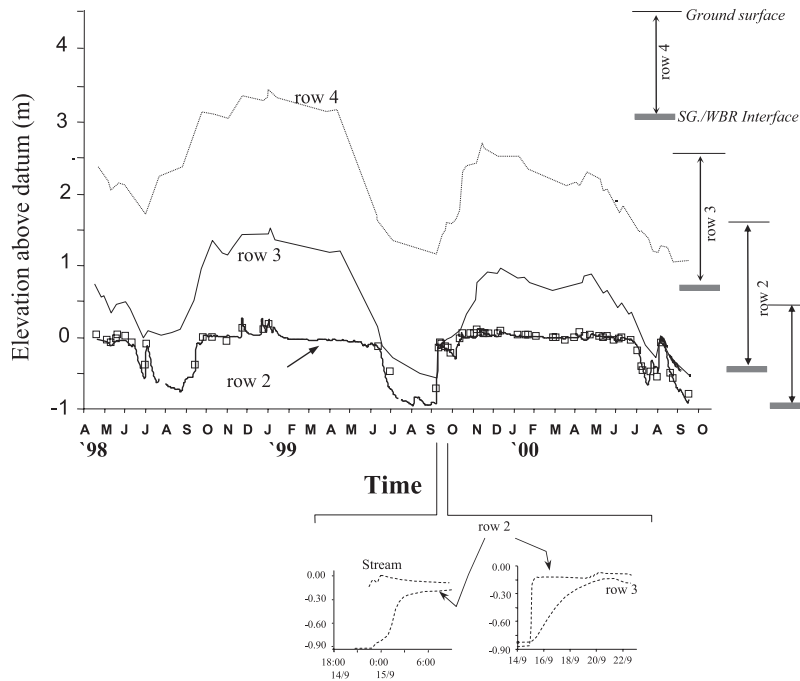 Elevation above datum (m)
4
3
2
1
0
-1
row 4
row 3
row 2
Ground surface
row 4
SG./WBR Interface
row 3
row 2
A M J J A S O N D J F M A M J J A S O N D J F M A M J J A S O
`98 `99 `00
Time
row 2
Stream
0.00
-0.30
-0.60
-0.90
18:00 0:00 6:00
14/9 15/9
row 3
0.00
-0.30
-0.60
-0.90
14/9 16/9 18/9 20/9 22/9